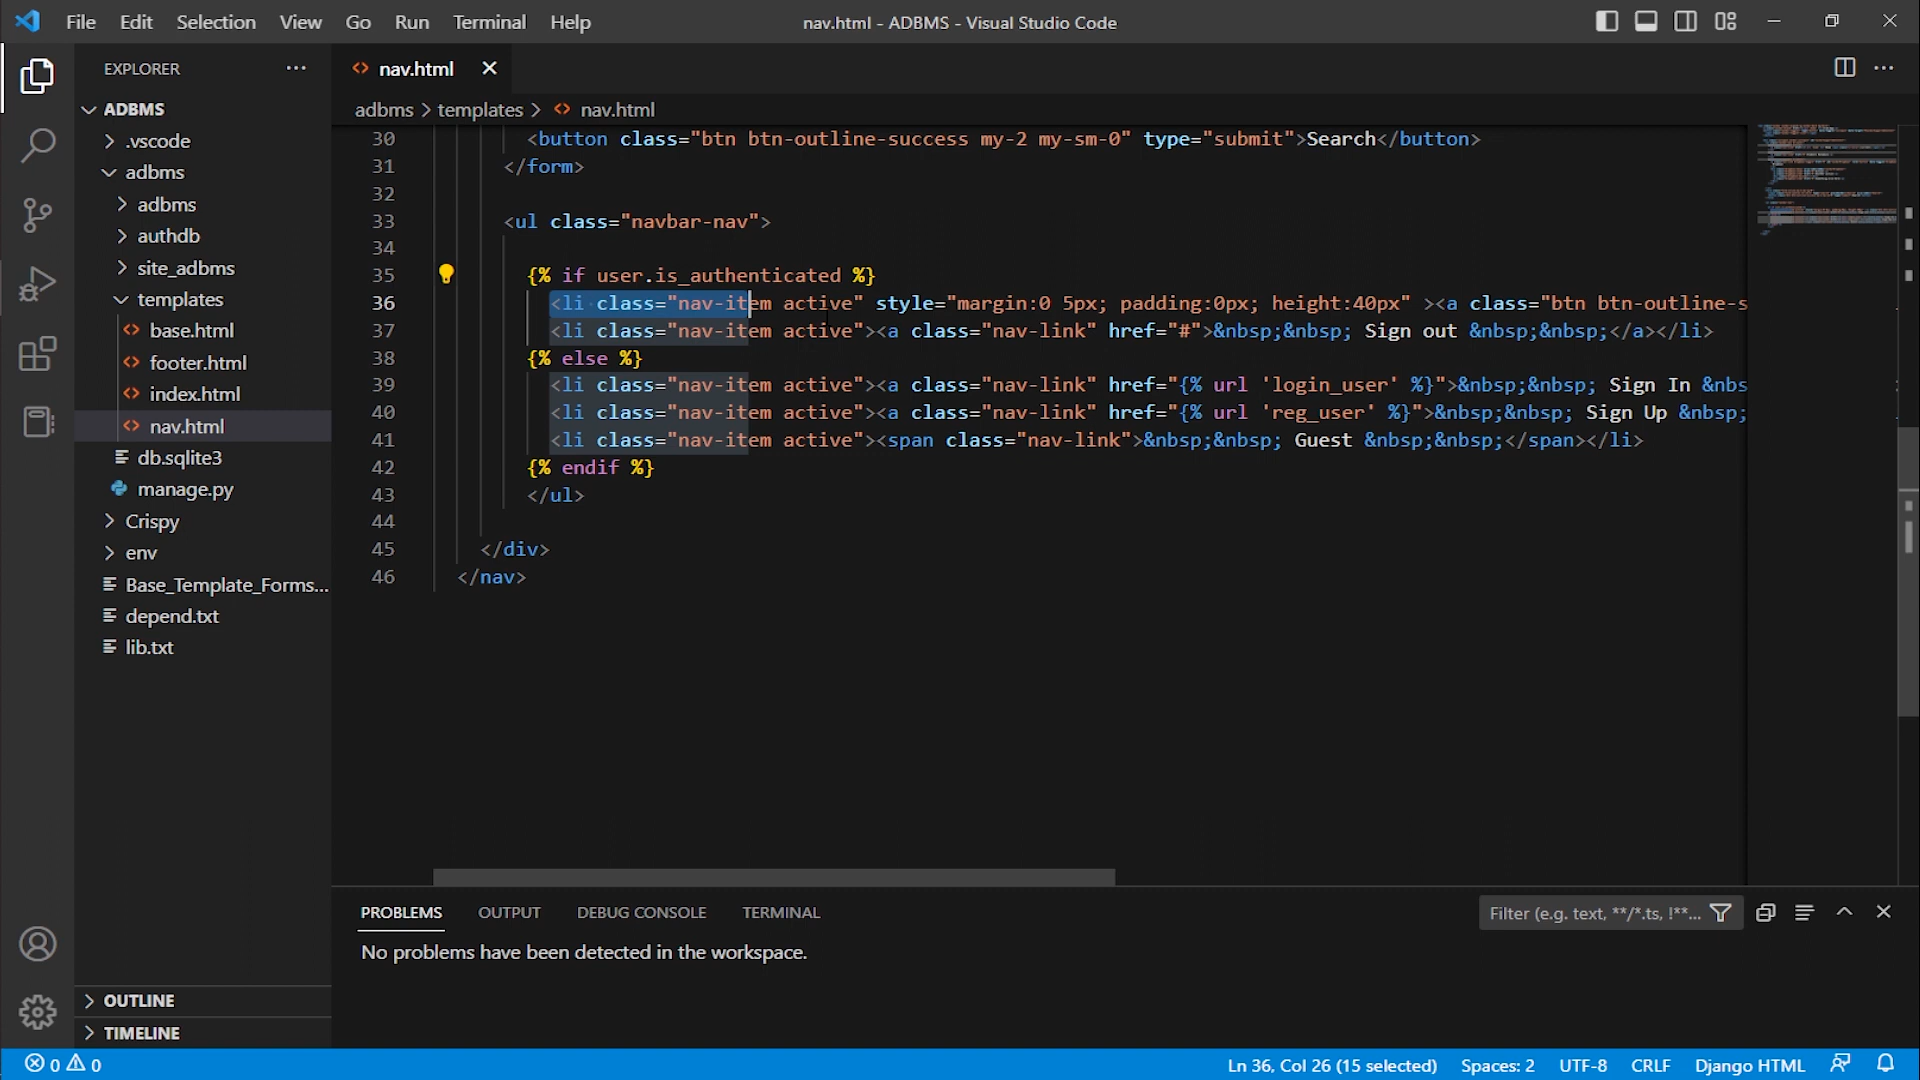 File Edit Selection View Go Run Terminal Help
nav.html - ADBMS - Visual Studio Code
EXPLORER
ADBMS
.vscode
adbms
adbms
authdb
site_adbms
templates
base.html
footer.html
index.html
nav.html
db.sqlite3
manage.py
Crispy
env
Base_Template_Forms...
depend.txt
lib.txt
OUTLINE
TIMELINE
nav.html
adbms > templates > nav.html
30 <button class="btn btn-outline-success my-2 my-sm-0" type="submit">Search</button>
31 </form>
32
33 <ul class="navbar-nav">
34
35 {% if user.is_authenticated %}
36 <li class="nav-item active" style="margin:0 5px; padding:0px; height:40px" ><a class="btn btn-outline-s
37 <li class="nav-item active"><a class="nav-link" href="#">&nbsp;&nbsp; Sign out &nbsp;&nbsp;</a></li>
38 {% else %}
39 <li class="nav-item active"><a class="nav-link" href="{% url 'login_user' %}">&nbsp;&nbsp; Sign In &nbs
40 <li class="nav-item active"><a class="nav-link" href="{% url 'reg_user' %}">&nbsp;&nbsp; Sign Up &nbsp;
41 <li class="nav-item active"><span class="nav-link">&nbsp;&nbsp; Guest &nbsp;&nbsp;</span></li>
42 {% endif %}
43 </ul>
44
45 </div>
46 </nav>
PROBLEMS OUTPUT DEBUG CONSOLE TERMINAL
Filter (e.g. text, **/*.ts, !**...
No problems have been detected in the workspace.
0 0
Ln 36, Col 26 (15 selected) Spaces: 2 UTF-8 CRLF Django HTML